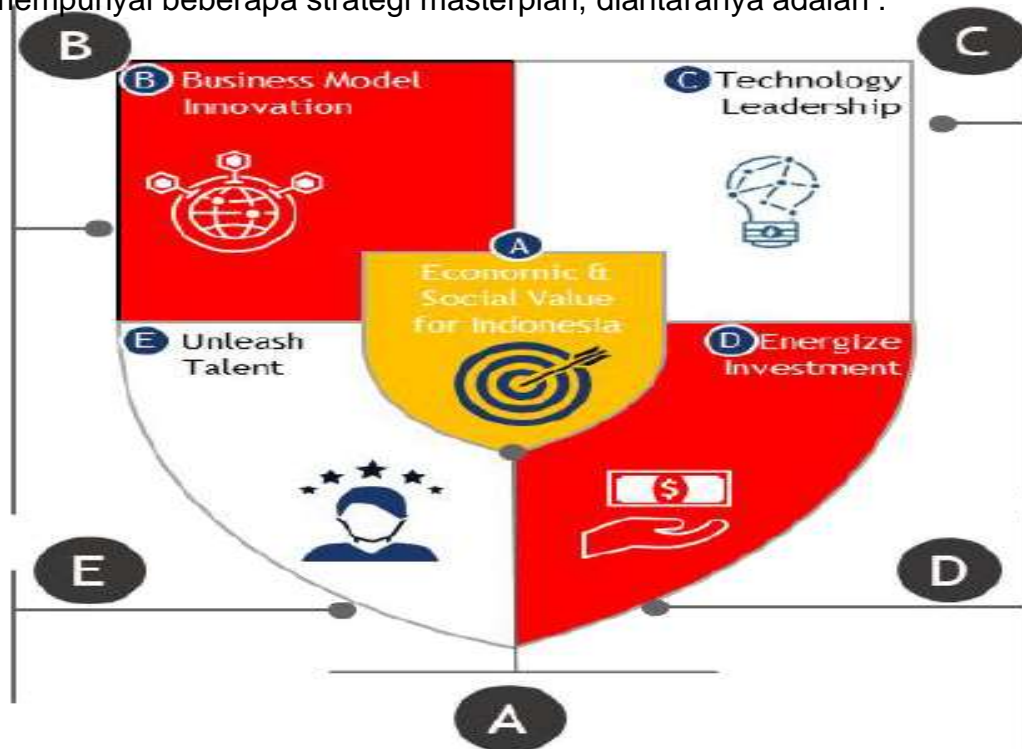 mempunyai beberapa strategi masterplan, diantaranya adalah :
B
C
B Business Model
Innovation
C Technology
Leadership
A
Economic &
Social Value
for Indonesia
E Unleash
Talent
D Energize
Investment
$
E
D
A